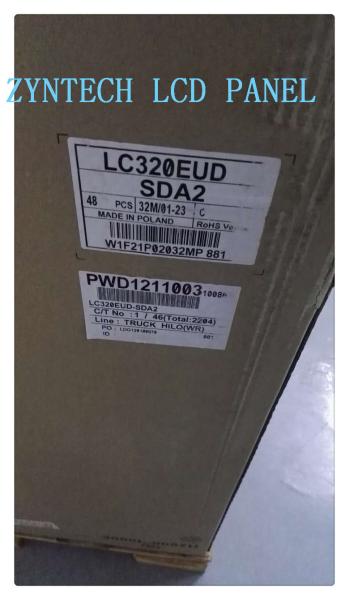 ZYNTECH LCD PANEL
LC320EUD
SDA2
48 PCS 32M/01-23 C
MADE IN POLAND RoHS
W1F21P02032MP 881
PWD1211003
LC320EUD-SDA2
C/T No : 1 / 46(Total:2204)
Line : TRUCK HILO(WR)
PO :
ID